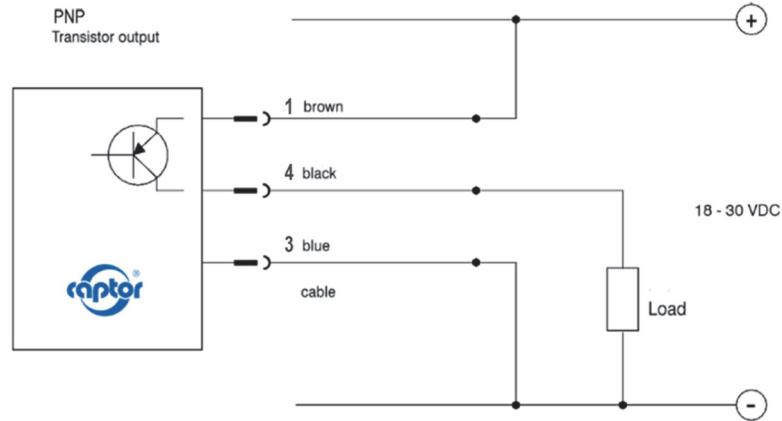 PNP
Transistor output
+
1 brown
4 black
18 - 30 VDC
3 blue
captor®
cable
Load
-